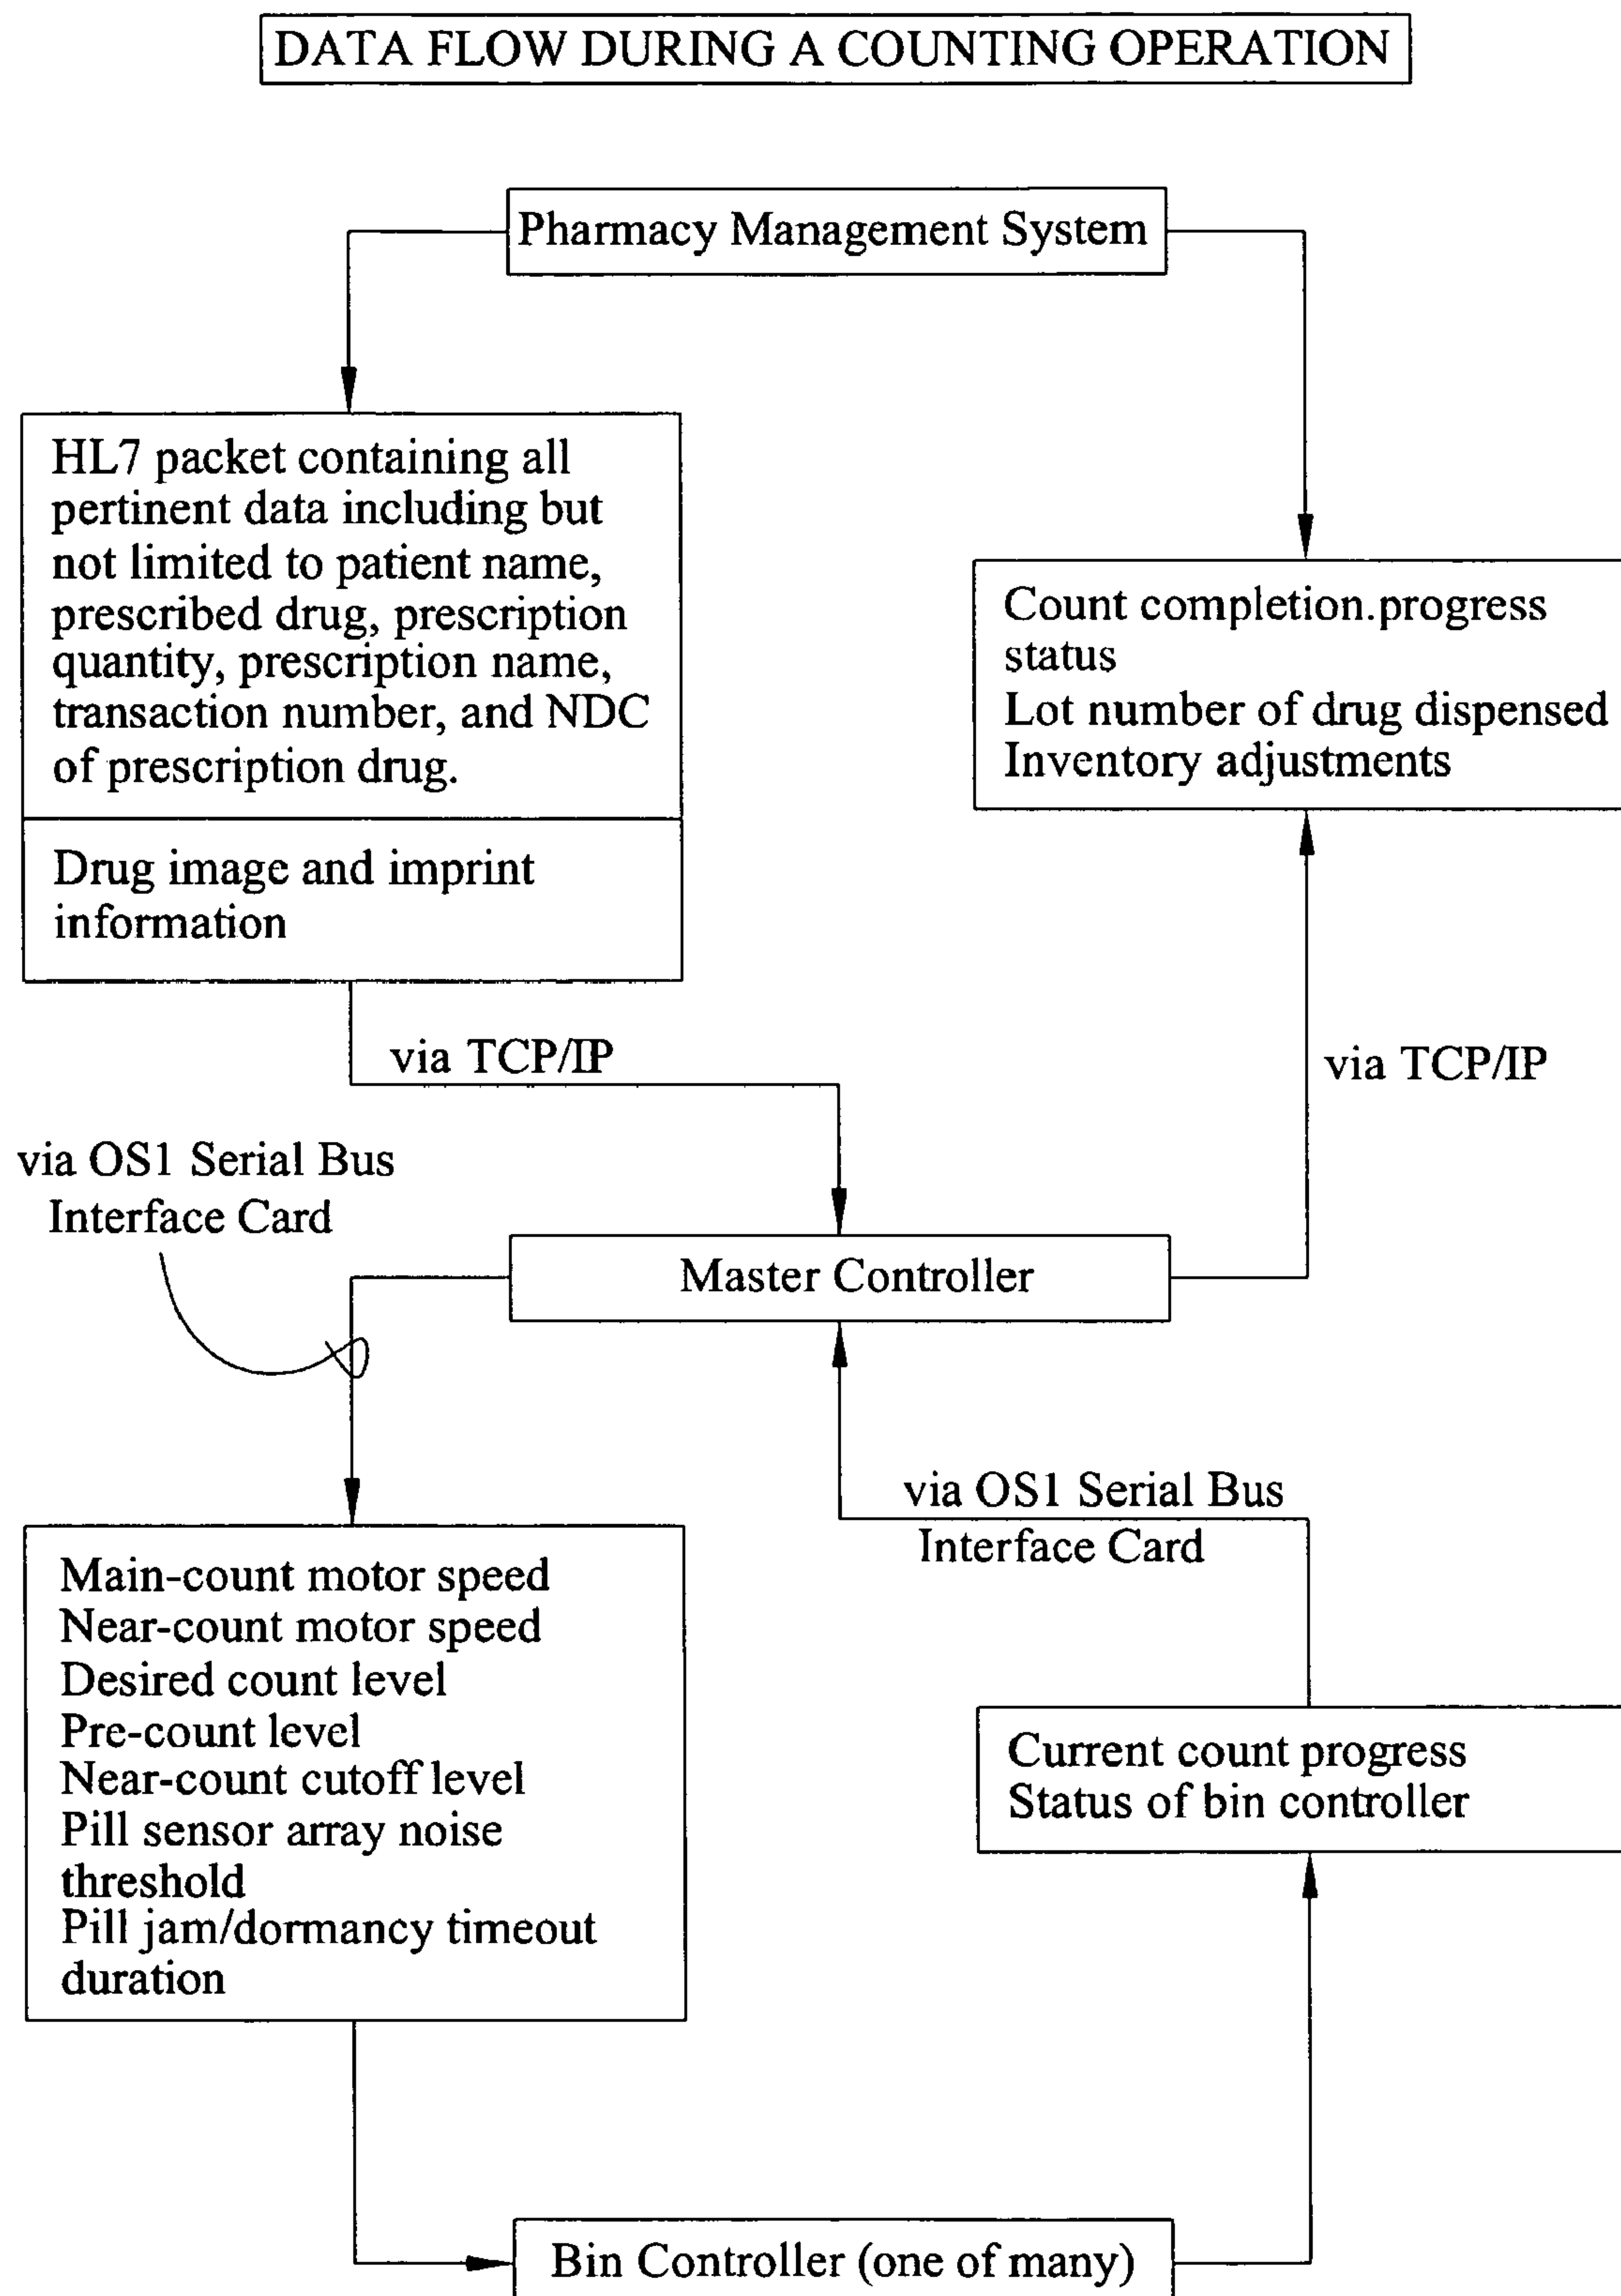 DATA FLOW DURING A COUNTING OPERATION
Pharmacy Management System
HL7 packet containing all
pertinent data including but
not limited to patient name,
prescribed drug, prescription
quantity, prescription name,
transaction number, and NDC
of prescription drug.
Drug image and imprint
information
Count completion.progress
status
Lot number of drug dispensed
Inventory adjustments
via TCP/IP
via TCP/IP
via OS1 Serial Bus
Interface Card
Master Controller
via OS1 Serial Bus
Interface Card
Main-count motor speed
Near-count motor speed
Desired count level
Pre-count level
Near-count cutoff level
Pill sensor array noise
threshold
Pill jam/dormancy timeout
duration
Current count progress
Status of bin controller
Bin Controller (one of many)